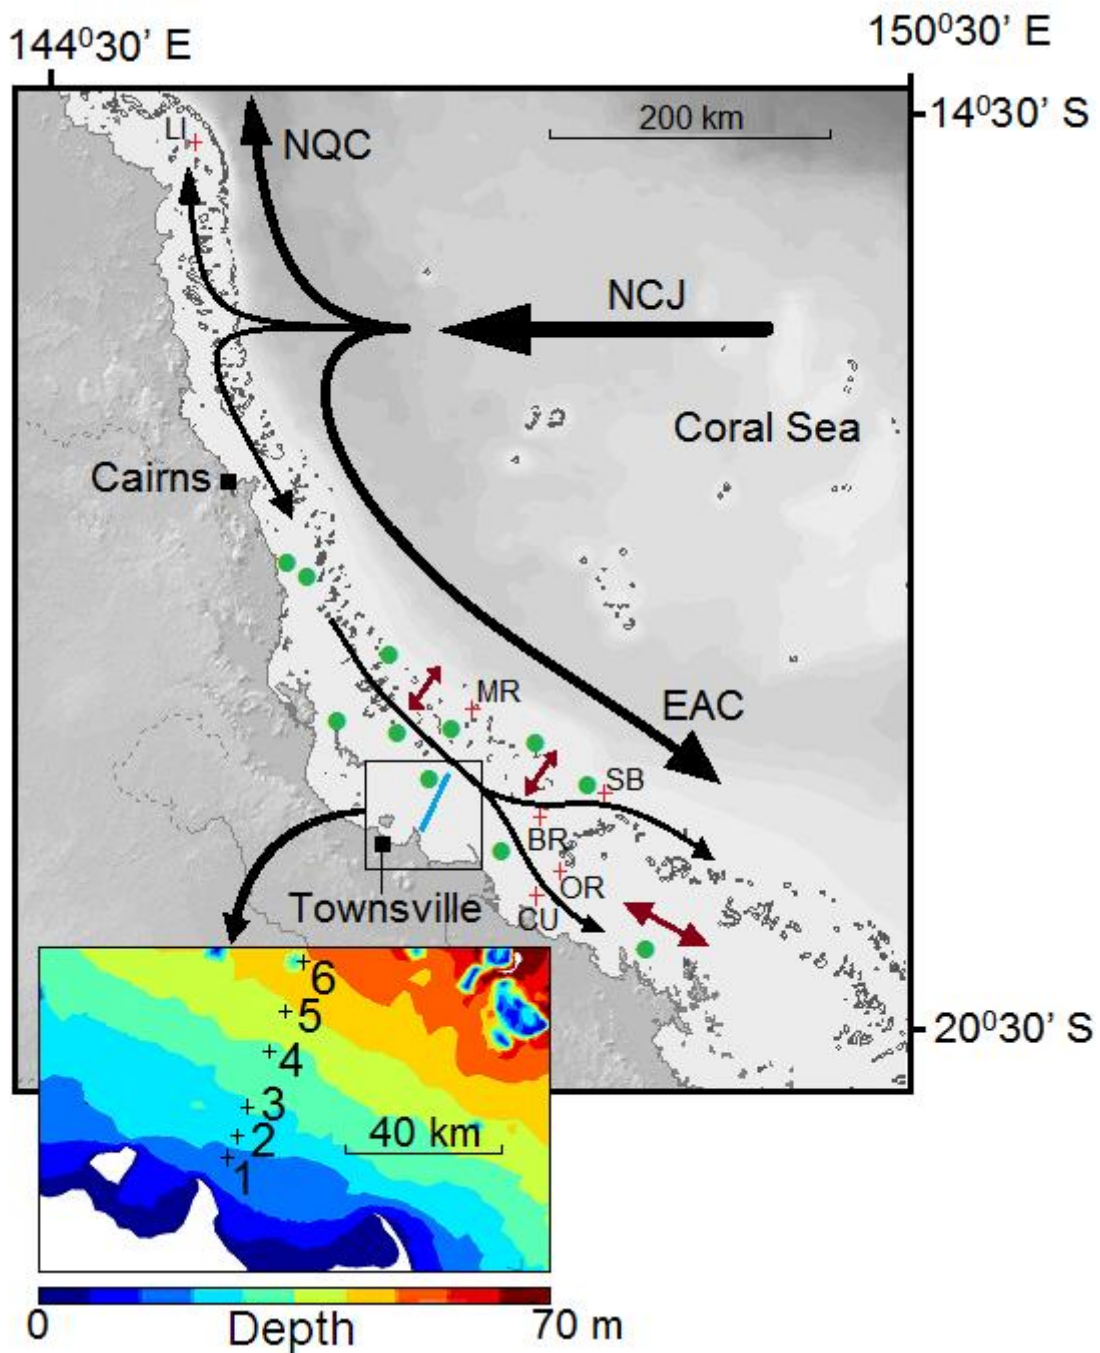 144⁰30’ E
150⁰30’ E
14⁰30’ S
200 km
LI
NQC
NCJ
Coral Sea
Cairns
MR
EAC
SB
BR
OR
CU
Townsville
20⁰30’ S
6
5
4
3
2
1
40 km
0
Depth
70 m